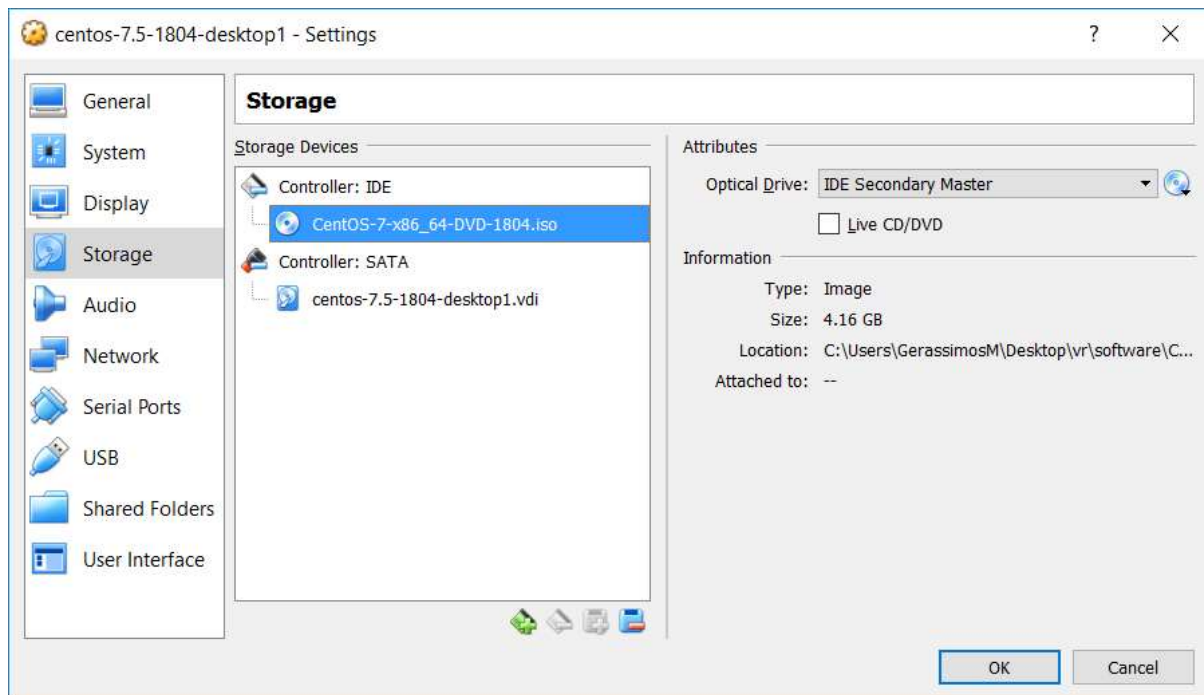 centos-7.5-1804-desktop1 - Settings
?
General
System
Display
Storage
Audio
Network
Serial Ports
USB
Shared Folders
User Interface
Storage
Storage Devices
Controller: IDE
CentOS-7-x86_64-DVD-1804.iso
Controller: SATA
centos-7.5-1804-desktop1.vdi
Attributes
Optical Drive: IDE Secondary Master
Live CD/DVD
Information
Type: Image
Size: 4.16 GB
Location: C:\Users\GerassimosM\Desktop\vr\software\C...
Attached to: --
OK
Cancel